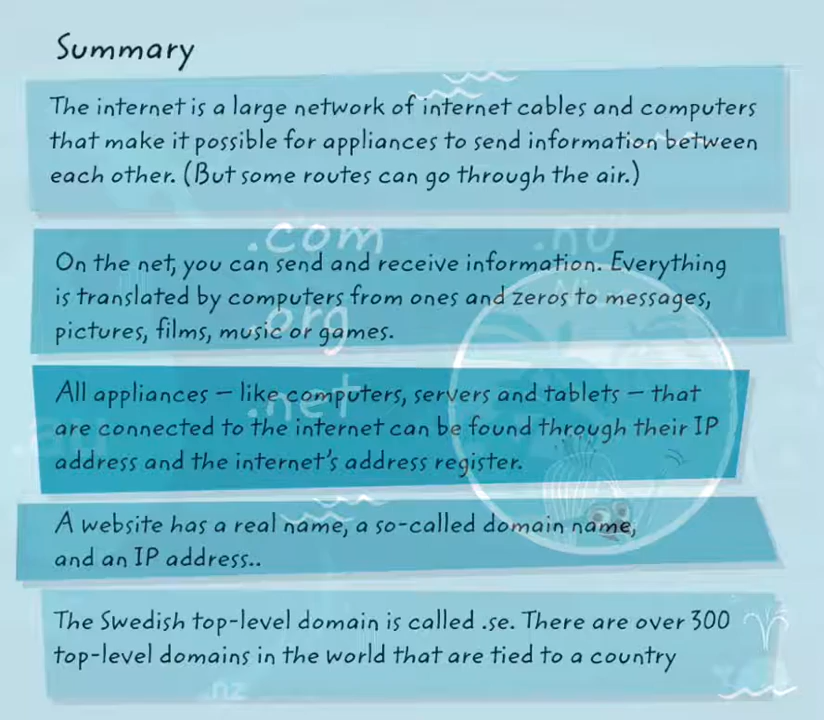 Summary
The internet is a large network of internet cables and computers
that make it possible for appliances to send information between
each other. (But some routes can go through the air.)
.com
.nu
On the net, you can send and receive information. Everything
is translated by computers from ones and zeros to messages,
.org
pictures, films, music or games.
All appliances – like computers, servers and tablets – that
.net
are connected to the internet can be found through their IP
address and the internet's address register.
A website has a real name, a so-called domain name,
and an IP address..
The Swedish top-level domain is called .se. There are over 300
top-level domains in the world that are tied to a country
.nz